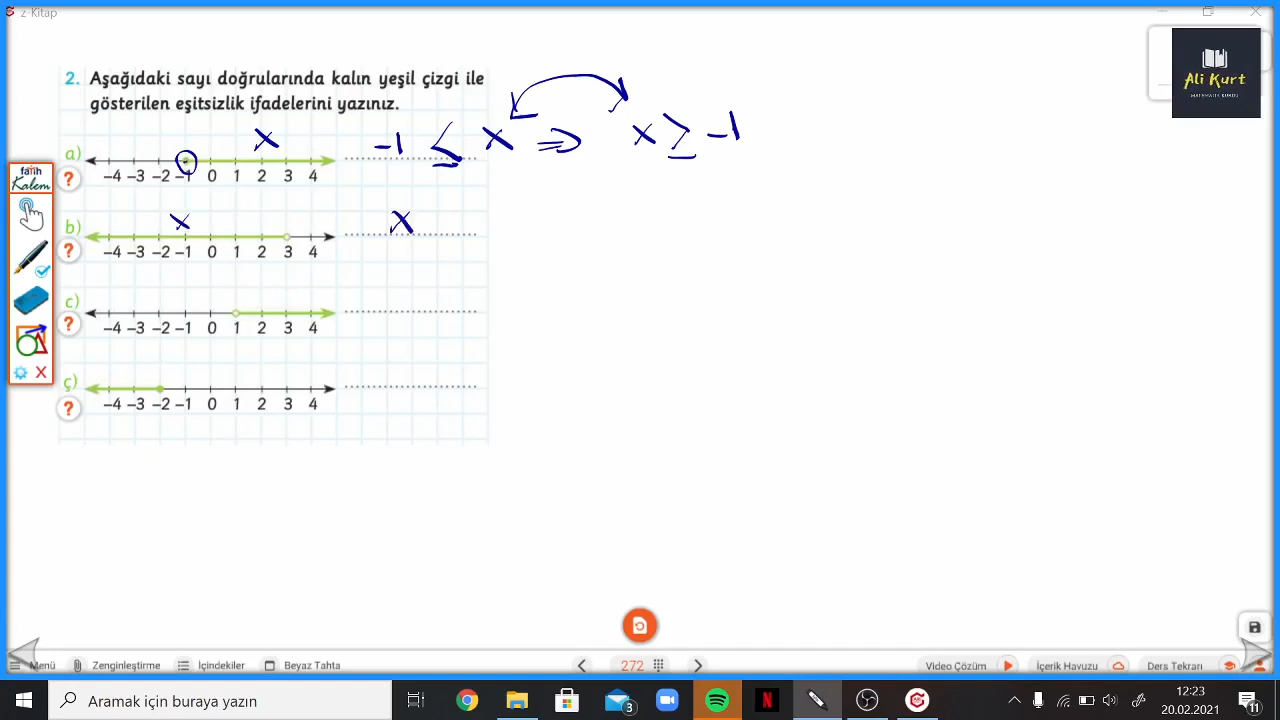 z-Kitap
Ali Kurt
MATEMATİK KURDU
2. Aşağıdaki sayı doğrularında kalın yeşil çizgi ile
gösterilen eşitsizlik ifadelerini yazınız.
x
-1 ≤ x ⇒ x ≥ -1
a)
?
-4 -3 -2 -1 0 1 2 3 4
x
x
b)
?
-4 -3 -2 -1 0 1 2 3 4
c)
?
-4 -3 -2 -1 0 1 2 3 4
ç)
?
-4 -3 -2 -1 0 1 2 3 4
fatih
Kalem
Menü Zenginleştirme İçindekiler Beyaz Tahta 272 Video Çözüm İçerik Havuzu Ders Tekrarı
Aramak için buraya yazın
3
12:23
20.02.2021
11